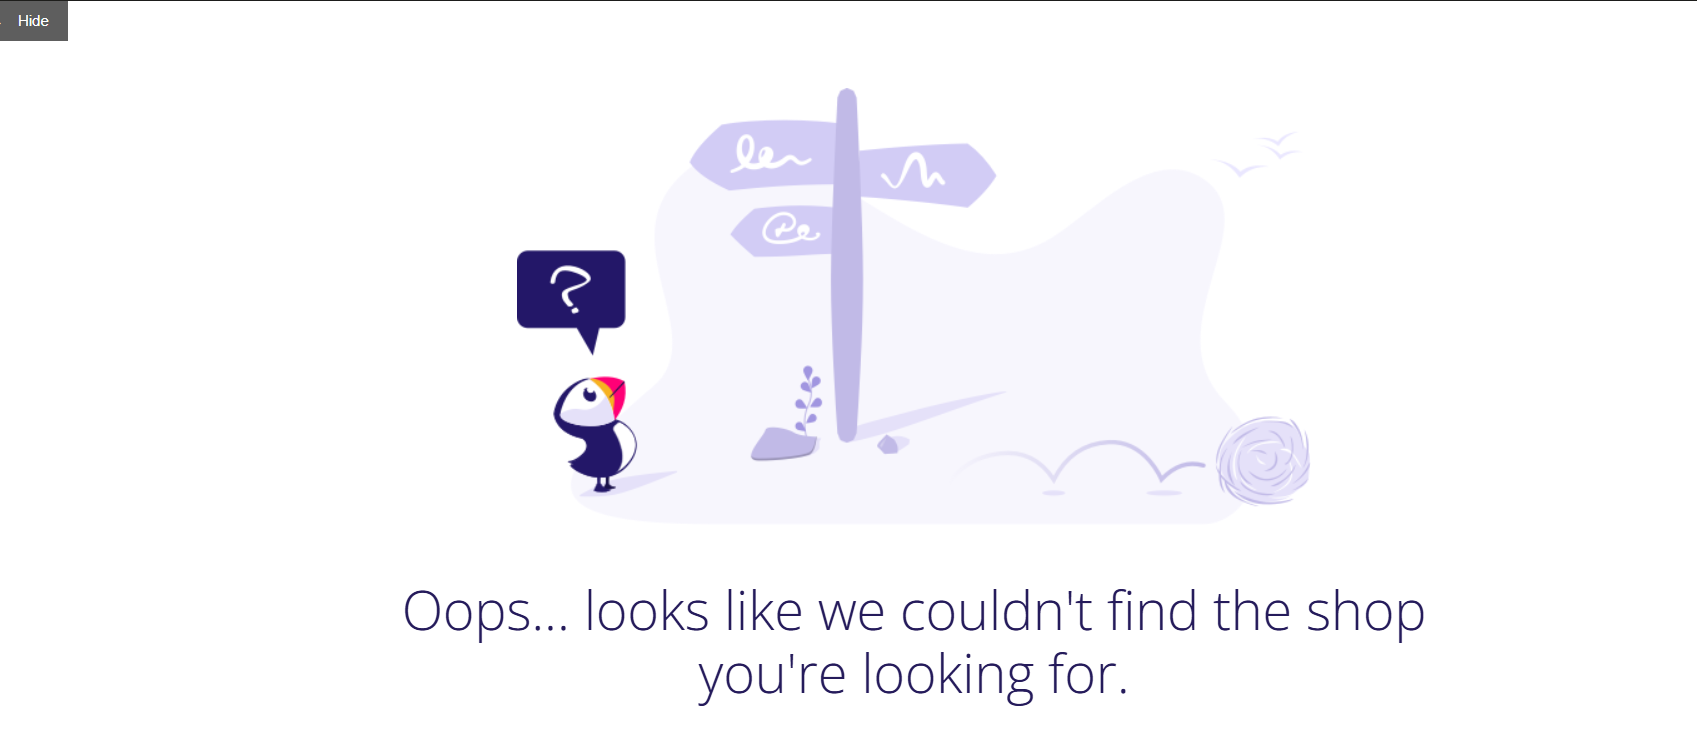 Hide
?
Oops... looks like we couldn't find the shop
you're looking for.